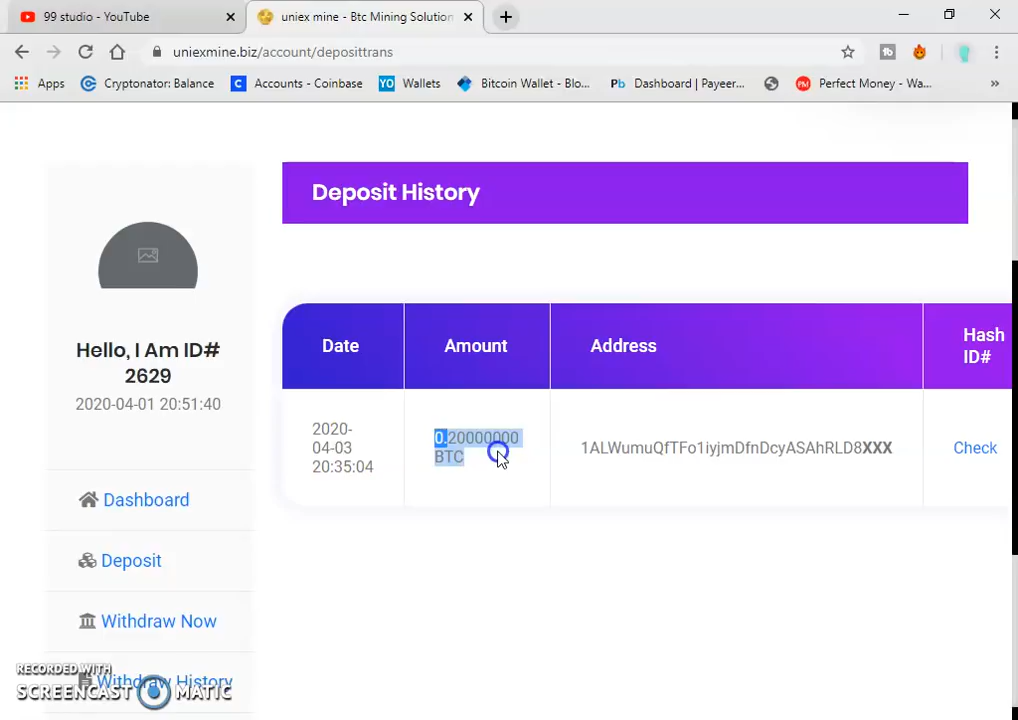 99 studio - YouTube
uniex mine - Btc Mining Solution
uniexmine.biz/account/deposittrans
Apps
Cryptonator: Balance
Accounts - Coinbase
YO Wallets
Bitcoin Wallet - Blo...
Pb Dashboard | Payeer...
PM Perfect Money - Wa...
»
Deposit History
Hello, I Am ID#
2629
2020-04-01 20:51:40
Dashboard
Deposit
Withdraw Now
Withdraw History
Date
Amount
Address
Hash
ID#
2020-
04-03
20:35:04
0.20000000
BTC
1ALWumuQfTFo1iyjmDfnDcyASAhRLD8XXX
Check
RECORDED WITH
SCREENCAST MATIC